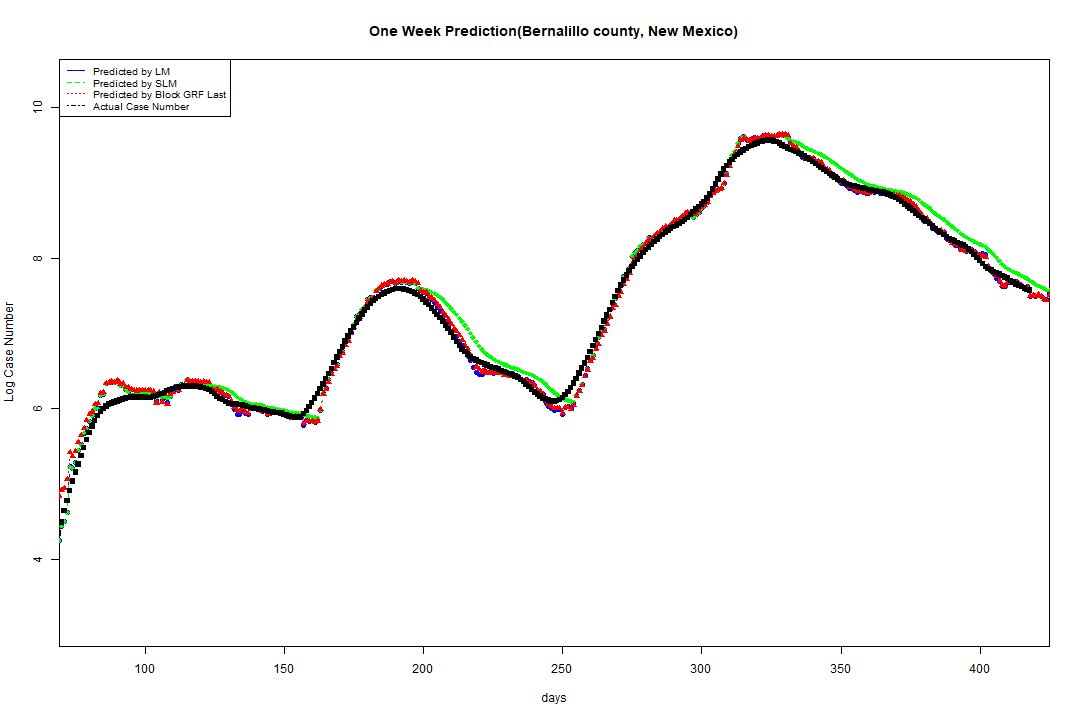 One Week Prediction(Bernalillo county, New Mexico)
Predicted by LM
Predicted by SLM
Predicted by Block GRF Last
Actual Case Number
10
8
6
4
Log Case Number
100 150 200 250 300 350 400
days